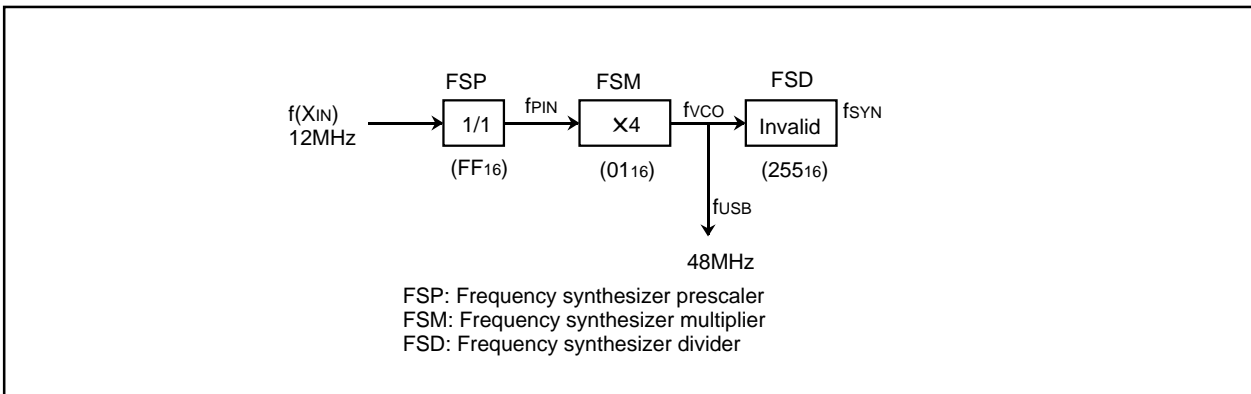 FSP FSM FSD
f(XIN) fPIN fVCO fSYN
12MHz 1/1 X4 Invalid
(FF16) (0116) (25516)
fUSB
48MHz
FSP: Frequency synthesizer prescaler
FSM: Frequency synthesizer multiplier
FSD: Frequency synthesizer divider